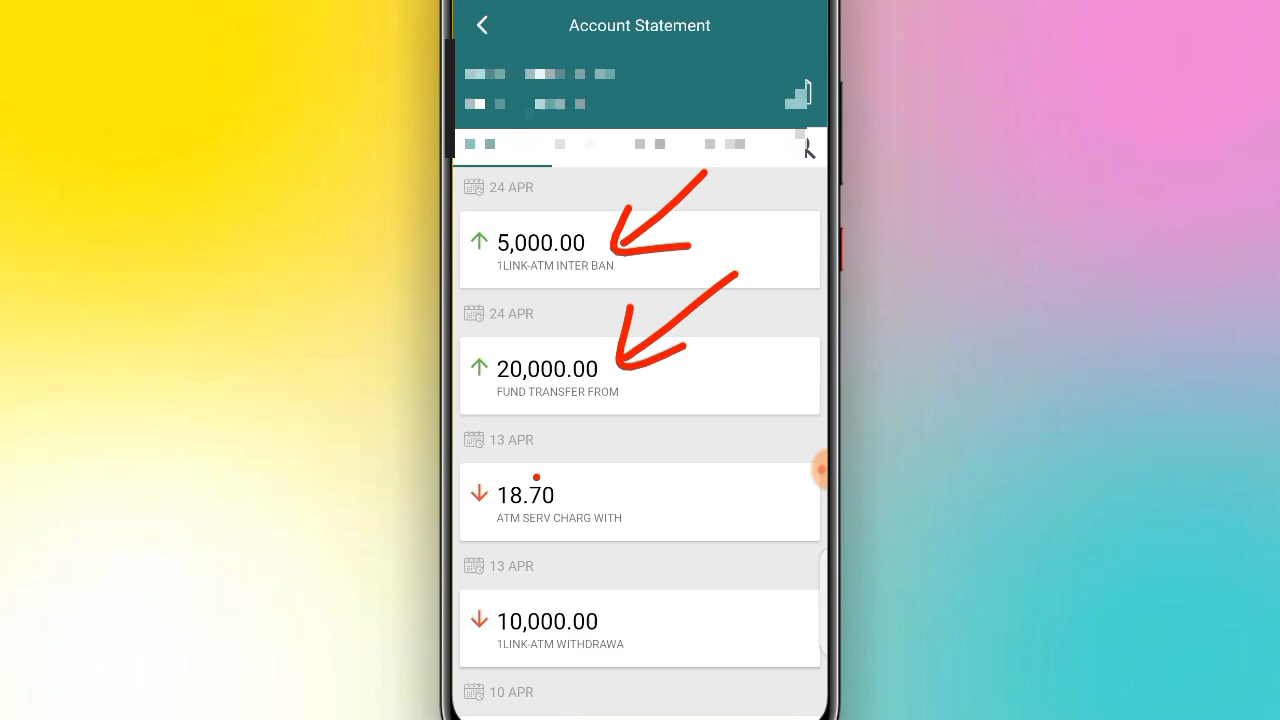 Account Statement
24 APR
5,000.00
1LINK-ATM INTER BAN
24 APR
20,000.00
FUND TRANSFER FROM
13 APR
18.70
ATM SERV CHARG WITH
13 APR
10,000.00
1LINK-ATM WITHDRAWA
10 APR